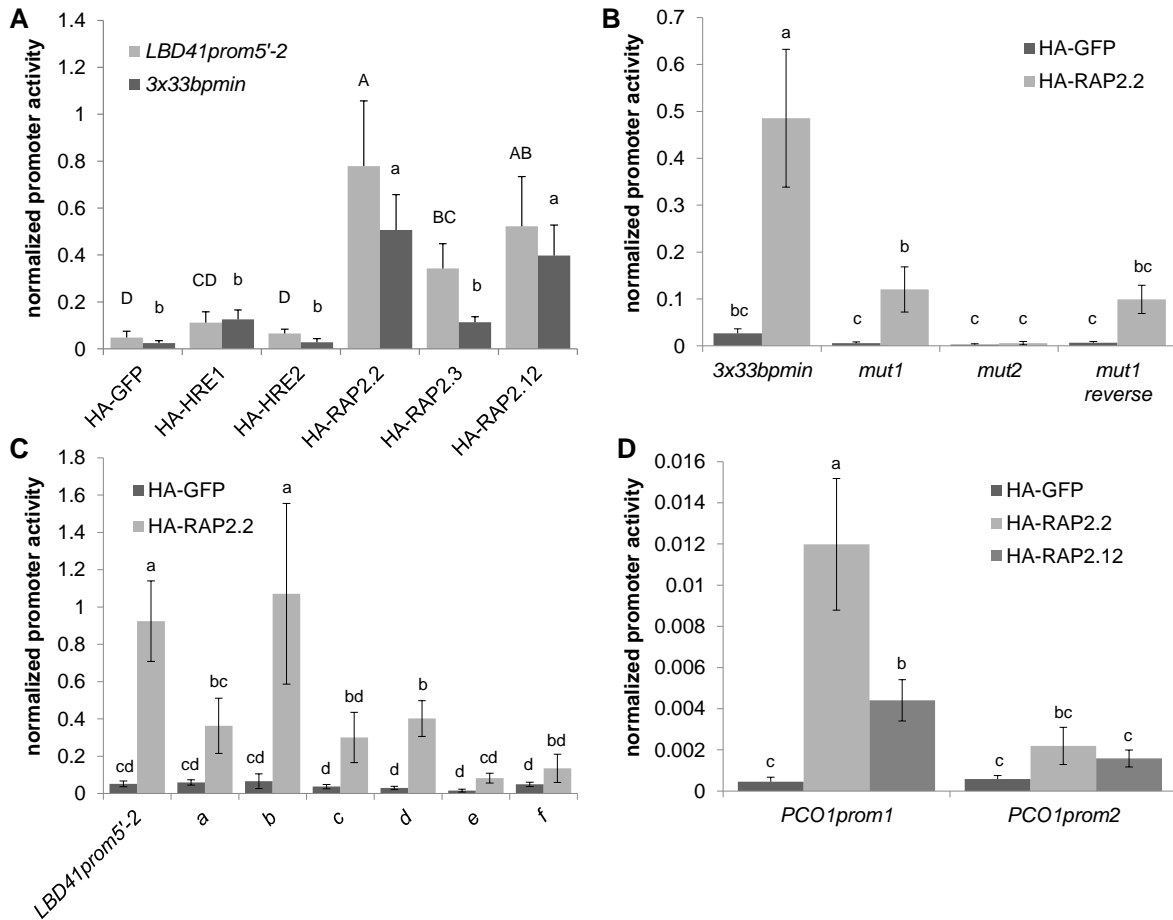 A
normalized promoter activity
1.4
1.2
1
0.8
0.6
0.4
0.2
0
LBD41prom5'-2
3x33bpmin
D
b
CD
b
D
b
A
a
BC
b
AB
a
HA-GFP
HA-HRE1
HA-HRE2
HA-RAP2.2
HA-RAP2.3
HA-RAP2.12
B
normalized promoter activity
0.7
0.6
0.5
0.4
0.3
0.2
0.1
0
HA-GFP
HA-RAP2.2
bc
a
c
b
c
c
c
bc
3x33bpmin
mut1
mut2
mut1
reverse
C
normalized promoter activity
1.8
1.6
1.4
1.2
1
0.8
0.6
0.4
0.2
0
HA-GFP
HA-RAP2.2
cd
a
cd
bc
cd
a
d
bd
d
b
d
cd
d
bd
LBD41prom5'-2
a
b
c
d
e
f
D
normalized promoter activity
0.016
0.014
0.012
0.01
0.008
0.006
0.004
0.002
0
HA-GFP
HA-RAP2.2
HA-RAP2.12
c
a
b
c
bc
c
PCO1prom1
PCO1prom2